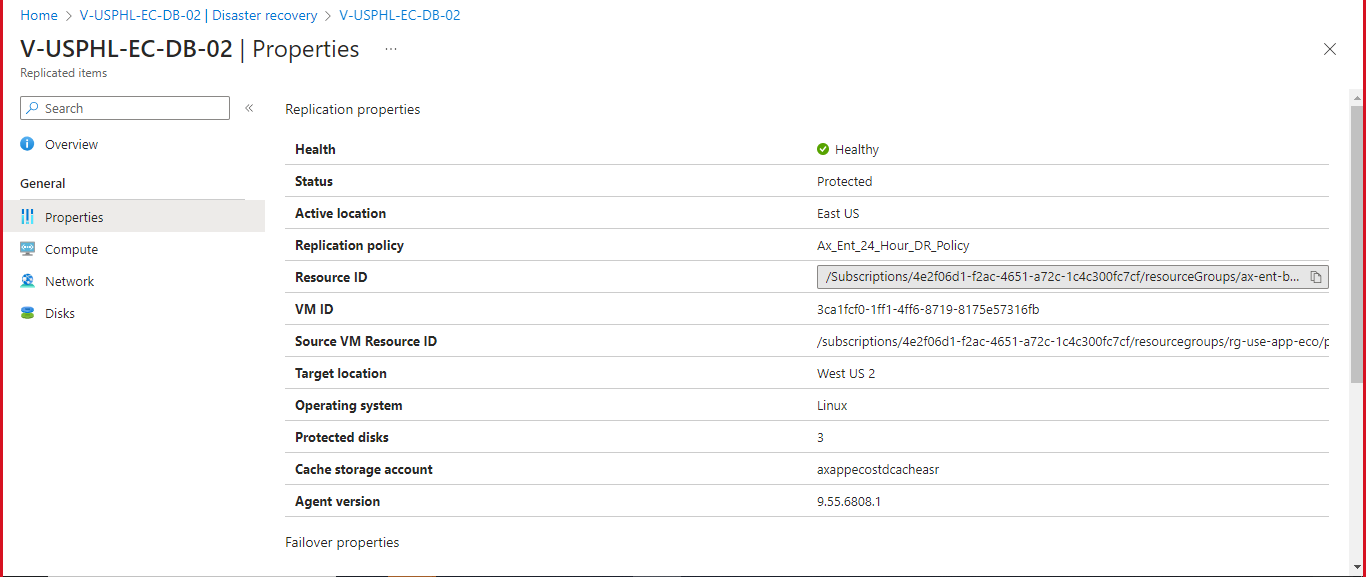 Home > V-USPHL-EC-DB-02 | Disaster recovery > V-USPHL-EC-DB-02
V-USPHL-EC-DB-02 | Properties ...
Replicated items
Search «
Overview
General
Properties
Compute
Network
Disks
Replication properties
Health Healthy
Status Protected
Active location East US
Replication policy Ax_Ent_24_Hour_DR_Policy
Resource ID /Subscriptions/4e2f06d1-f2ac-4651-a72c-1c4c300fc7cf/resourceGroups/ax-ent-b...
VM ID 3ca1fcf0-1ff1-4ff6-8719-8175e57316fb
Source VM Resource ID /subscriptions/4e2f06d1-f2ac-4651-a72c-1c4c300fc7cf/resourcegroups/rg-use-app-eco/p
Target location West US 2
Operating system Linux
Protected disks 3
Cache storage account axappecostdcacheasr
Agent version 9.55.6808.1
Failover properties